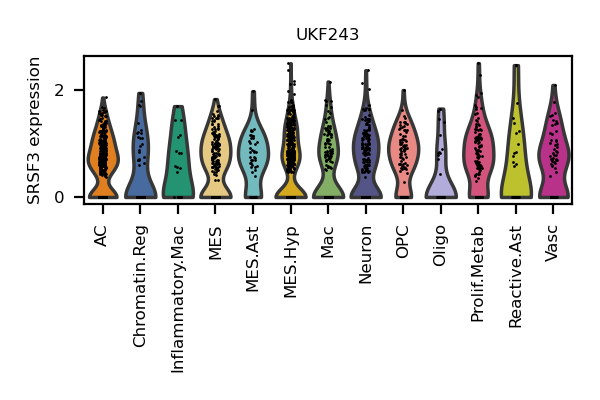 UKF243
SRSF3 expression
2
0
AC
Chromatin.Reg
Inflammatory.Mac
MES
MES.Ast
MES.Hyp
Mac
Neuron
OPC
Oligo
Prolif.Metab
Reactive.Ast
Vasc